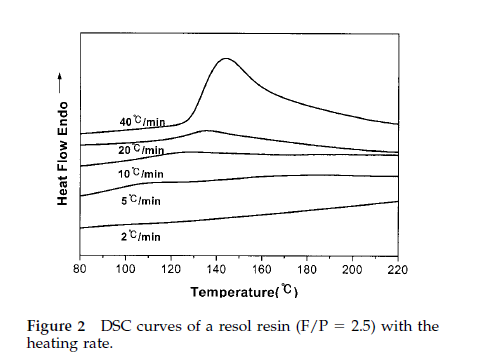 Heat Flow Endo →
40℃/min
20℃/min
10℃/min
5℃/min
2℃/min
80 100 120 140 160 180 200 220
Temperature(℃)
Figure 2 DSC curves of a resol resin (F/P = 2.5) with the
heating rate.